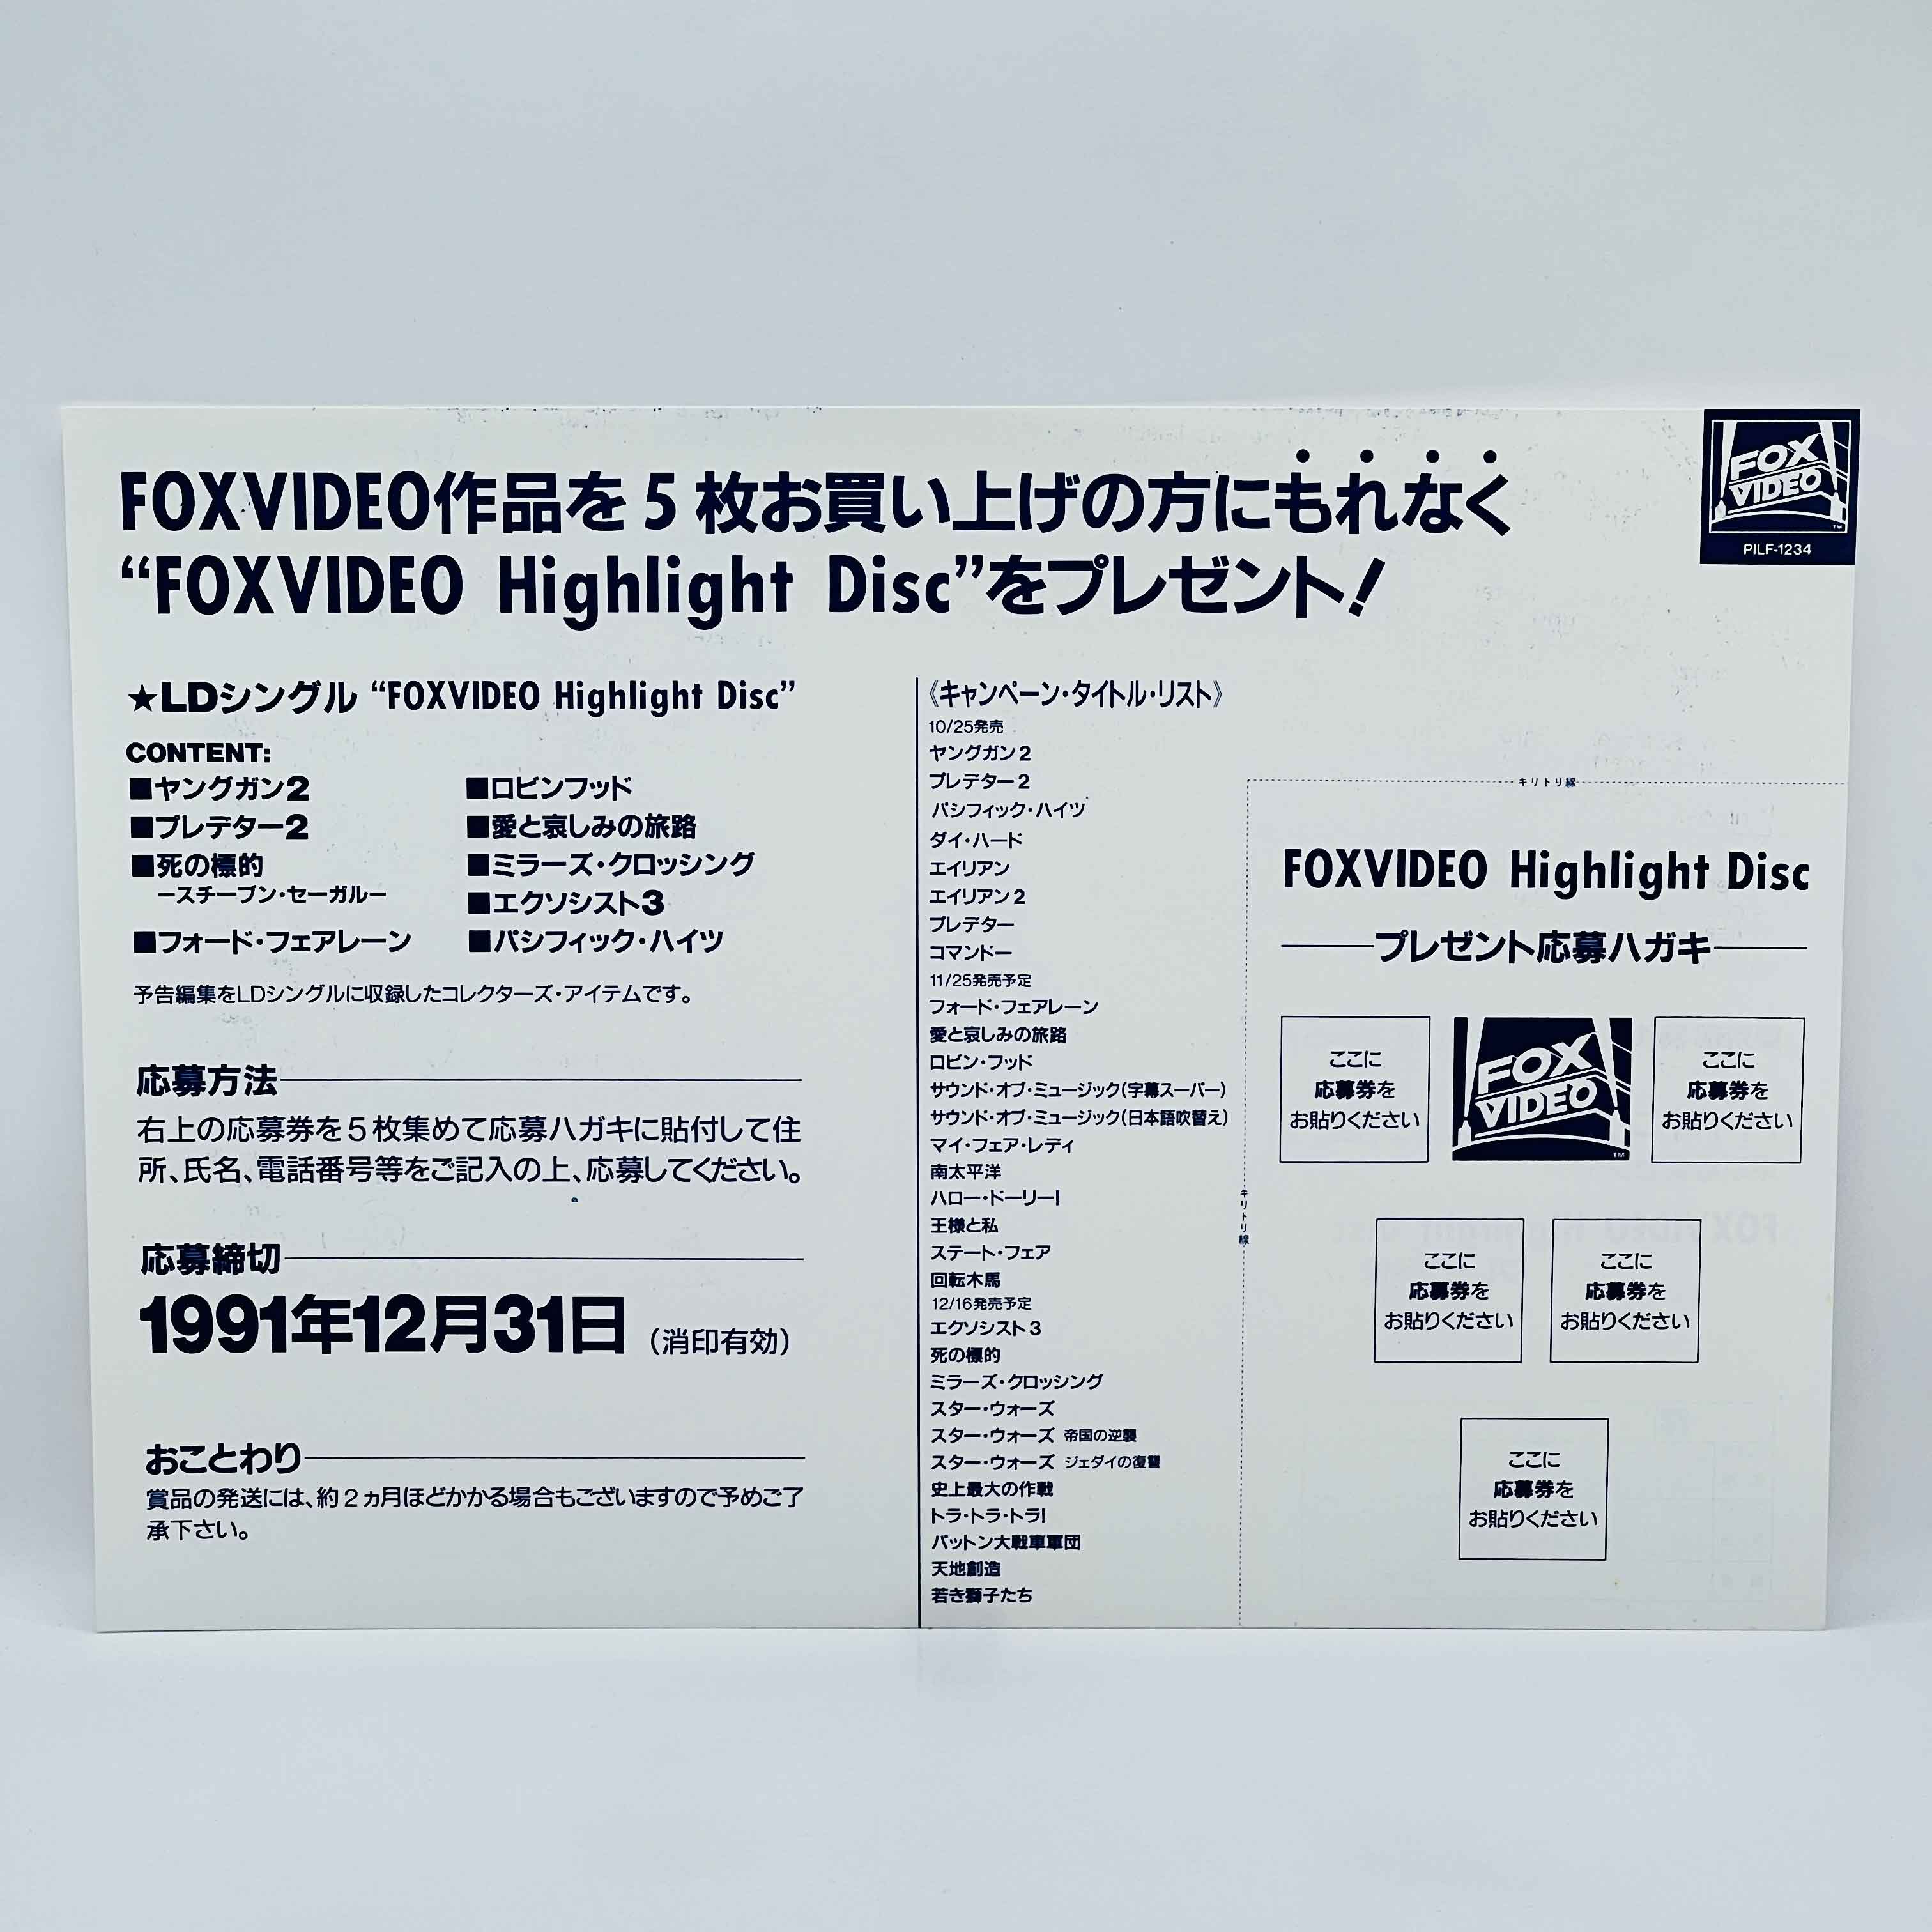 FOXVIDEO作品を5枚お買い上げの方にもれなく
“FOXVIDEO Highlight Disc”をプレゼント!
FOX
VIDEO
TM
PILF-1234
★LDシングル “FOXVIDEO Highlight Disc”
CONTENT:
■ヤングガン2
■プレデター2
■死の標的
ースチーブン・セーガルー
■フォード・フェアレーン
■ロビンフッド
■愛と哀しみの旅路
■ミラーズ・クロッシング
■エクソシスト3
■パシフィック・ハイツ
予告編集をLDシングルに収録したコレクターズ・アイテムです。
応募方法
右上の応募券を5枚集めて応募ハガキに貼付して住
所、氏名、電話番号等をご記入の上、応募してください。
応募締切
1991年12月31日 (消印有効)
おことわり
賞品の発送には、約2ヵ月ほどかかる場合もございますので予めご了
承下さい。
《キャンペーン・タイトル・リスト》
10/25発売
ヤングガン2
プレデター2
パシフィック・ハイツ
ダイ・ハード
エイリアン
エイリアン2
プレデター
コマンドー
11/25発売予定
フォード・フェアレーン
愛と哀しみの旅路
ロビン・フッド
サウンド・オブ・ミュージック(字幕スーパー)
サウンド・オブ・ミュージック(日本語吹替え)
マイ・フェア・レディ
南太平洋
ハロー・ドーリー!
王様と私
ステート・フェア
回転木馬
12/16発売予定
エクソシスト3
死の標的
ミラーズ・クロッシング
スター・ウォーズ
スター・ウォーズ 帝国の逆襲
スター・ウォーズ ジェダイの復讐
史上最大の作戦
トラ・トラ・トラ!
パットン大戦車軍団
天地創造
若き獅子たち
キリトリ線
キリトリ線
FOXVIDEO Highlight Disc
プレゼント応募ハガキ
ここに
応募券を
お貼りください
FOX
VIDEO
TM
ここに
応募券を
お貼りください
ここに
応募券を
お貼りください
ここに
応募券を
お貼りください
ここに
応募券を
お貼りください